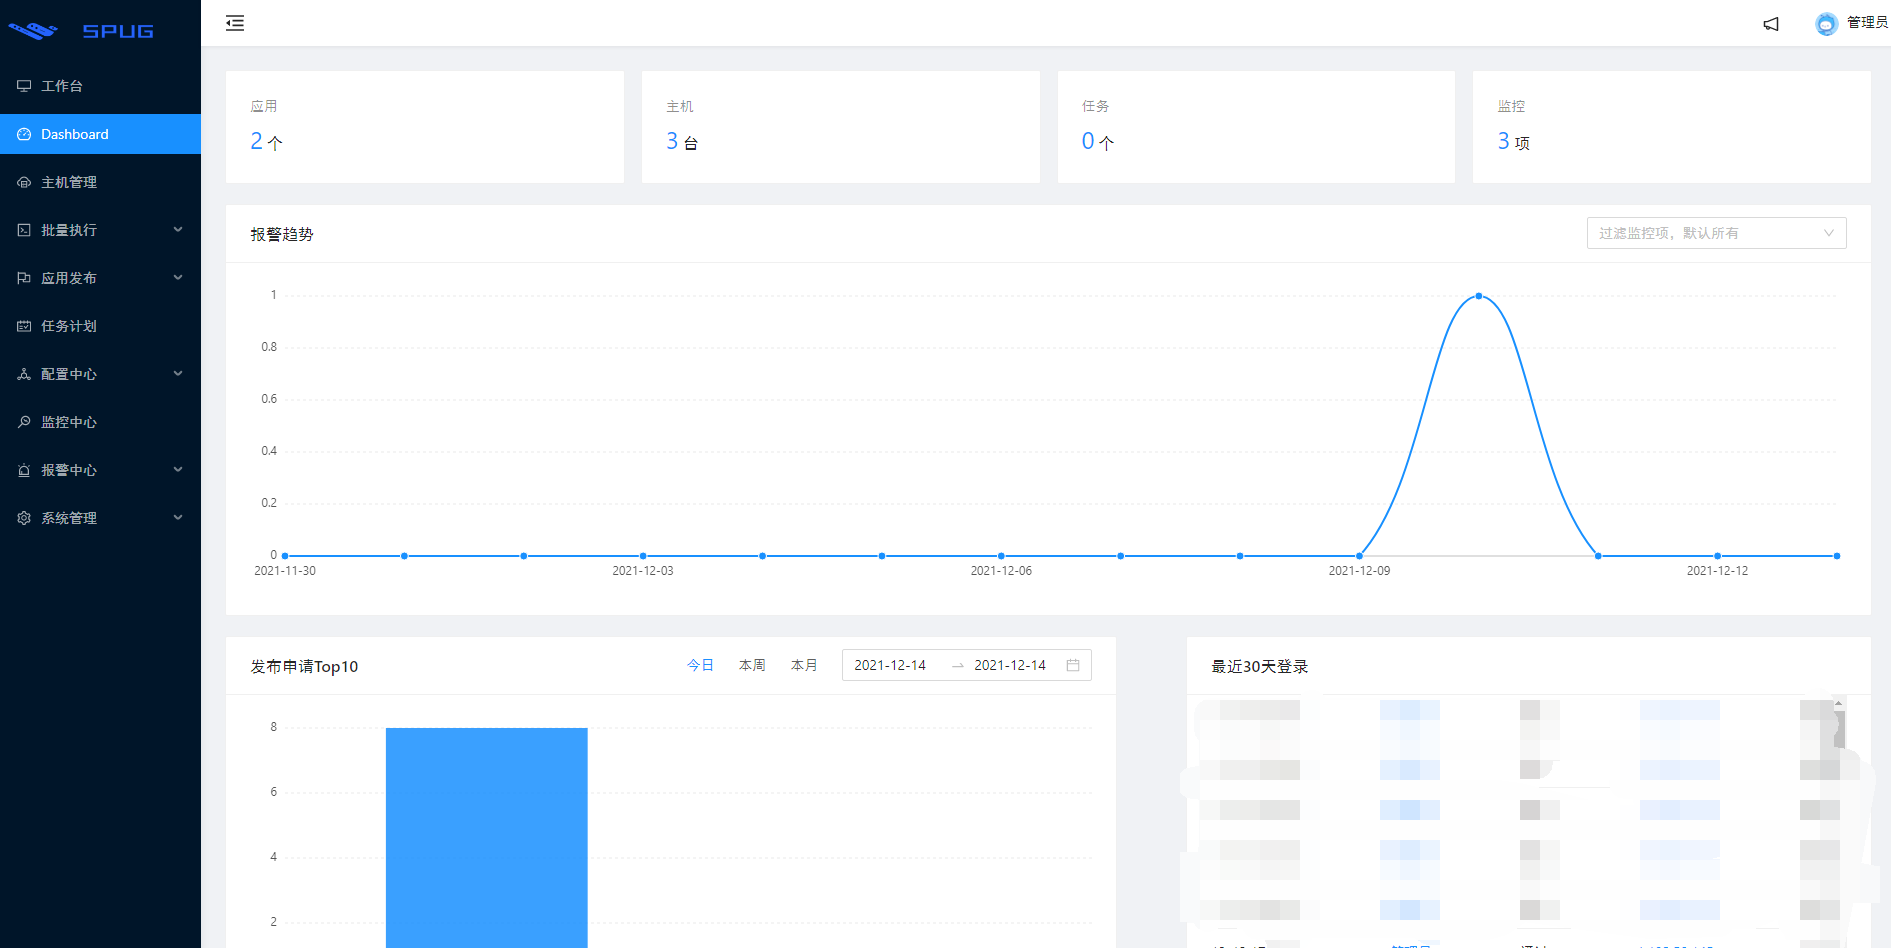 SPUG
管理员
工作台
Dashboard
主机管理
批量执行
应用发布
任务计划
配置中心
监控中心
报警中心
系统管理
应用
2 个
主机
3 台
任务
0 个
监控
3 项
报警趋势
过滤监控项，默认所有
1
0.8
0.6
0.4
0.2
0
2021-11-30
2021-12-03
2021-12-06
2021-12-09
2021-12-12
发布申请Top10
今日
本周
本月
2021-12-14
2021-12-14
8
6
4
2
最近30天登录